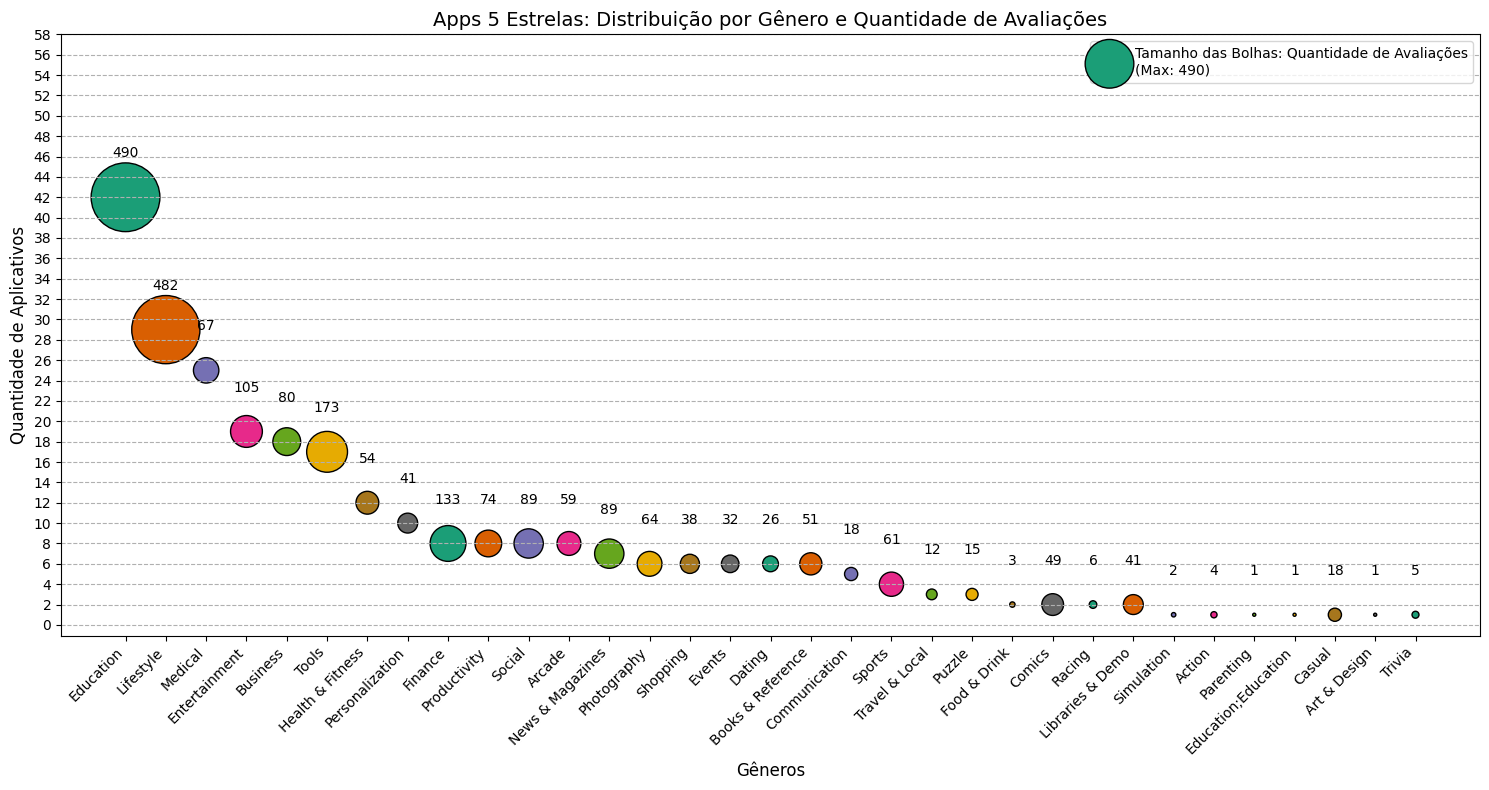 Apps 5 Estrelas: Distribuição por Gênero e Quantidade de Avaliações
Tamanho das Bolhas: Quantidade de Avaliações
(Max: 490)
Quantidade de Aplicativos
58
56
54
52
50
48
46
44
42
40
38
36
34
32
30
28
26
24
22
20
18
16
14
12
10
8
6
4
2
0
490
482
67
105
80
173
54
41
133
74
89
59
89
64
38
32
26
51
18
61
12
15
3
49
6
41
2
4
1
1
18
1
5
Education
Lifestyle
Medical
Entertainment
Business
Tools
Health & Fitness
Personalization
Finance
Productivity
Social
Arcade
News & Magazines
Photography
Shopping
Events
Dating
Books & Reference
Communication
Sports
Travel & Local
Puzzle
Food & Drink
Comics
Racing
Libraries & Demo
Simulation
Action
Parenting
Education;Education
Casual
Art & Design
Trivia
Gêneros